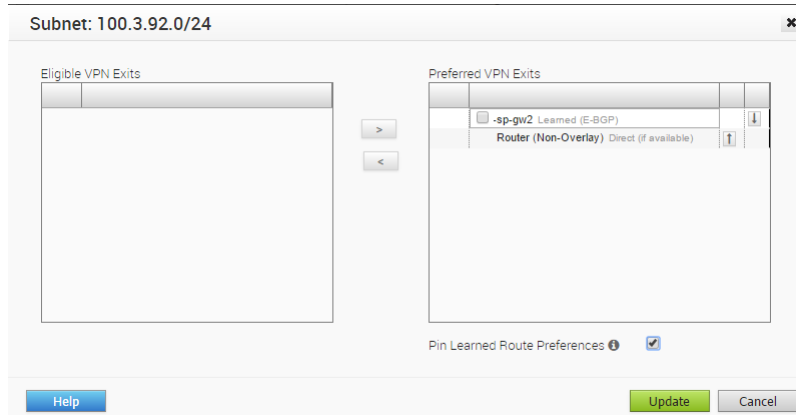 Subnet: 100.3.92.0/24
Eligible VPN Exits
Preferred VPN Exits
>
<
-sp-gw2 Learned (E-BGP)
Router (Non-Overlay) Direct (if available)
Pin Learned Route Preferences
Help
Update
Cancel